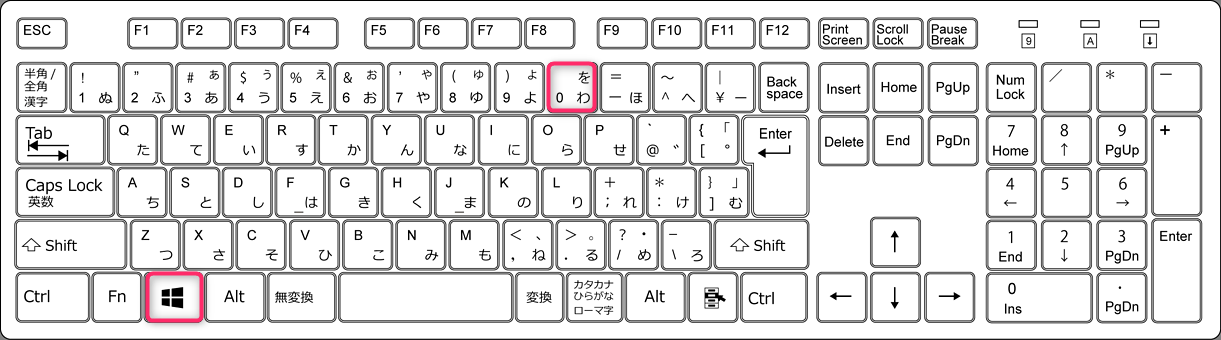 ESC F1 F2 F3 F4 F5 F6 F7 F8 F9 F10 F11 F12 Print Screen Scroll Lock Pause Break 9 A ↓
半角/全角 漢字 ! 1 ぬ " 2 ふ # ぁ 3 あ $ ぅ 4 う % ぇ 5 え & ぉ 6 お ' ゃ 7 や ( ゅ 8 ゆ ) ょ 9 よ を 0 わ = ー ほ ～ ^ へ | ¥ ー Back space Insert Home PgUp Num Lock ／ * －
Tab Q た W て E い R す T か Y ん U な I に O ら P せ ` @ ゛ { 「 [ ゜ Enter Delete End PgDn 7 Home 8 ↑ 9 PgUp +
Caps Lock 英数 A ち S と D し F _は G き H く J _ま K の L り + ; れ * : け } 」 ] む 4 ← 5 6 →
Shift Z つ X さ C そ V ひ B こ N み M も < 、 , ね > 。 . る ? ・ / め _ \ ろ Shift ↑ 1 End 2 ↓ 3 PgDn Enter
Ctrl Fn Alt 無変換 変換 カタカナ ひらがな ローマ字 Alt Ctrl ← ↓ → 0 Ins . PgDn